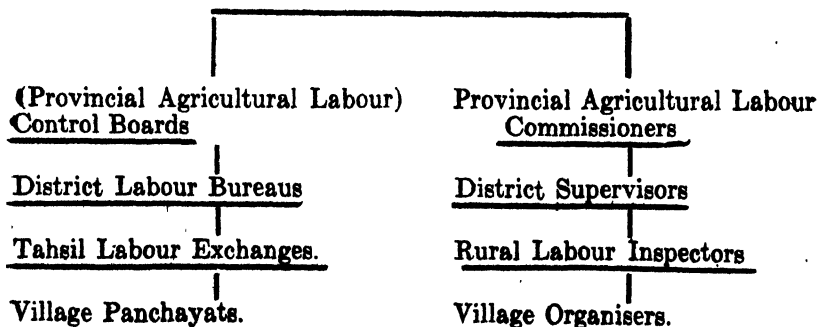 (Provincial Agricultural Labour)
Control Boards
Provincial Agricultural Labour
Commissioners
District Labour Bureaus
District Supervisors
Tahsil Labour Exchanges.
Rural Labour Inspectors
Village Panchayats.
Village Organisers.